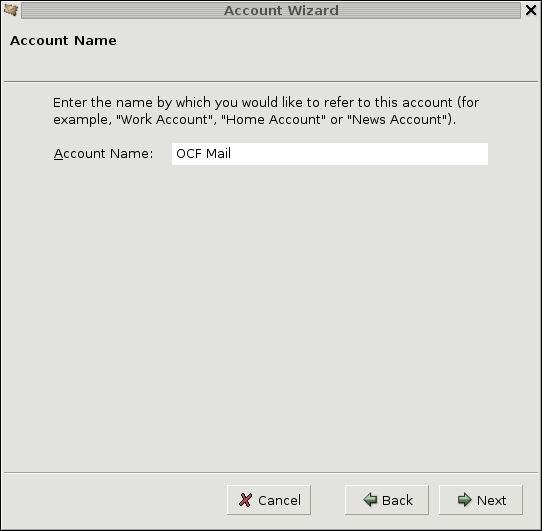 Account Wizard
Account Name
Enter the name by which you would like to refer to this account (for
example, "Work Account", "Home Account" or "News Account").
Account Name: OCF Mail
Cancel Back Next